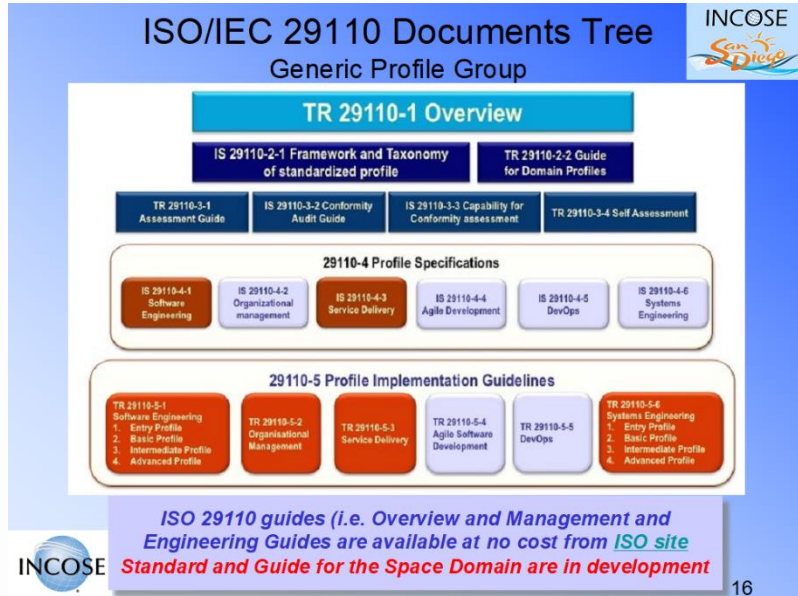 ISO/IEC 29110 Documents Tree
Generic Profile Group
INCOSE
San Diego
TR 29110-1 Overview
IS 29110-2-1 Framework and Taxonomy
of standardized profile
TR 29110-2-2 Guide
for Domain Profiles
TR 29110-3-1
Assessment Guide
IS 29110-3-2 Conformity
Audit Guide
IS 29110-3-3 Capability for
Conformity assessment
TR 29110-3-4 Self Assessment
29110-4 Profile Specifications
IS 29110-4-1
Software
Engineering
IS 29110-4-2
Organizational
management
IS 29110-4-3
Service Delivery
IS 29110-4-4
Agile Development
IS 29110-4-5
DevOps
IS 29110-4-6
Systems
Engineering
29110-5 Profile Implementation Guidelines
TR 29110-5-1
Software Engineering
1. Entry Profile
2. Basic Profile
3. Intermediate Profile
4. Advanced Profile
TR 29110-5-2
Organisational
Management
TR 29110-5-3
Service Delivery
TR 29110-5-4
Agile Software
Development
TR 29110-5-5
DevOps
TR 29110-5-6
Systems Engineering
1. Entry Profile
2. Basic Profile
3. Intermediate Profile
4. Advanced Profile
ISO 29110 guides (i.e. Overview and Management and
Engineering Guides are available at no cost from ISO site
Standard and Guide for the Space Domain are in development
INCOSE
16